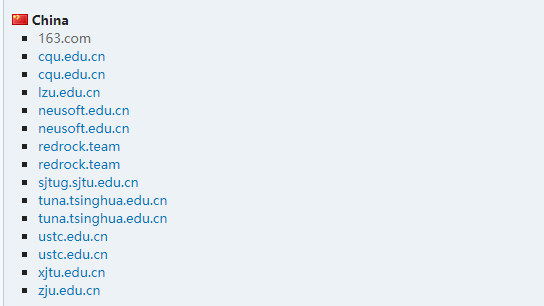 China
163.com
cqu.edu.cn
cqu.edu.cn
lzu.edu.cn
neusoft.edu.cn
neusoft.edu.cn
redrock.team
redrock.team
sjtug.sjtu.edu.cn
tuna.tsinghua.edu.cn
tuna.tsinghua.edu.cn
ustc.edu.cn
ustc.edu.cn
xjtu.edu.cn
zju.edu.cn